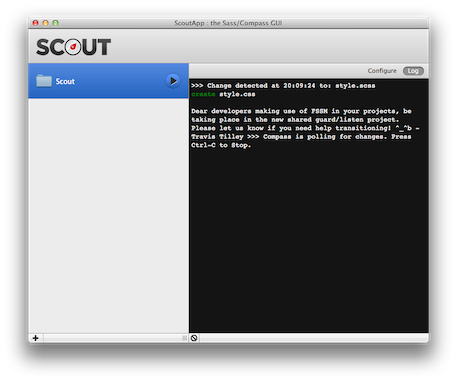 ScoutApp : the Sass/Compass GUI
SCOUT
Scout
Configure Log
>>> Change detected at 20:09:24 to: style.scss
create style.css
Dear developers making use of FSSM in your projects, be
taking place in the new shared guard/listen project.
Please let us know if you need help transitioning! ^_^b -
Travis Tilley >>> Compass is polling for changes. Press
Ctrl-C to Stop.